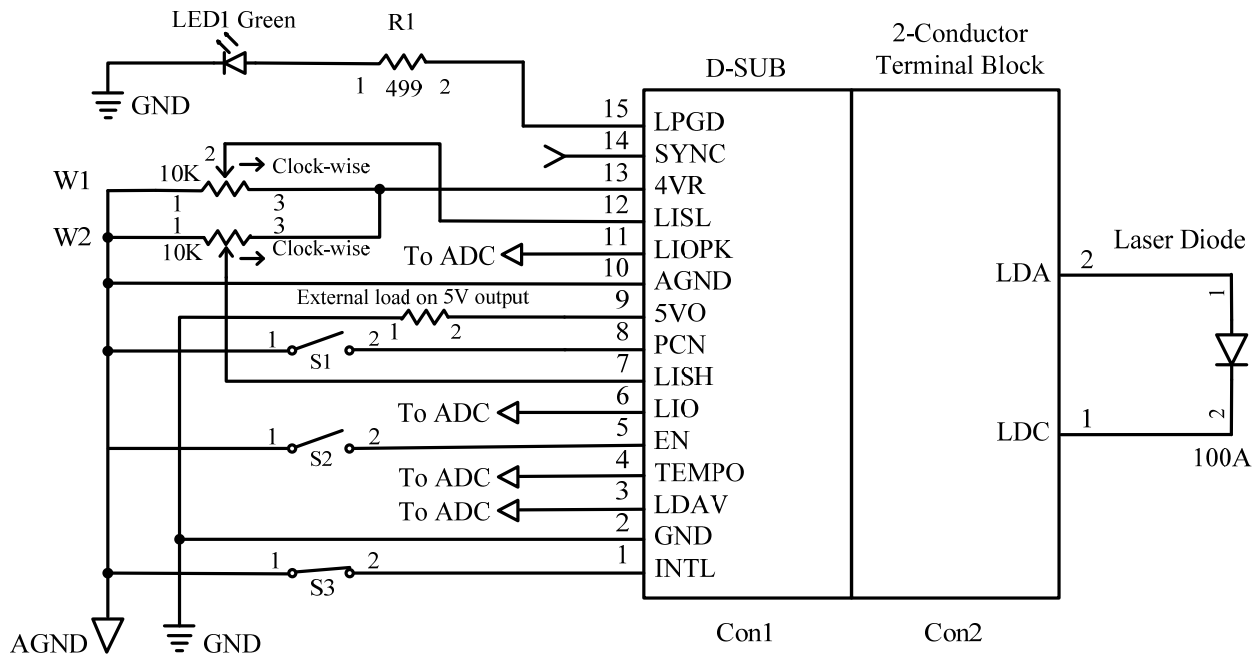 LED1 Green
R1
1 499 2
GND
2-Conductor
Terminal Block
D-SUB
15 LPGD
14 SYNC
13 4VR
12 LISL
11 LIOPK
10 AGND
9 5VO
8 PCN
7 LISH
6 LIO
5 EN
4 TEMPO
3 LDAV
2 GND
1 INTL
W1
10K
2
Clock-wise
1 3
W2
1 3
10K
Clock-wise
To ADC
External load on 5V output
1 2
1 S1 2
To ADC
1 S2 2
To ADC
To ADC
1 S3 2
AGND
GND
Con1
Con2
LDA
2
Laser Diode
1
LDC
1
2
100A